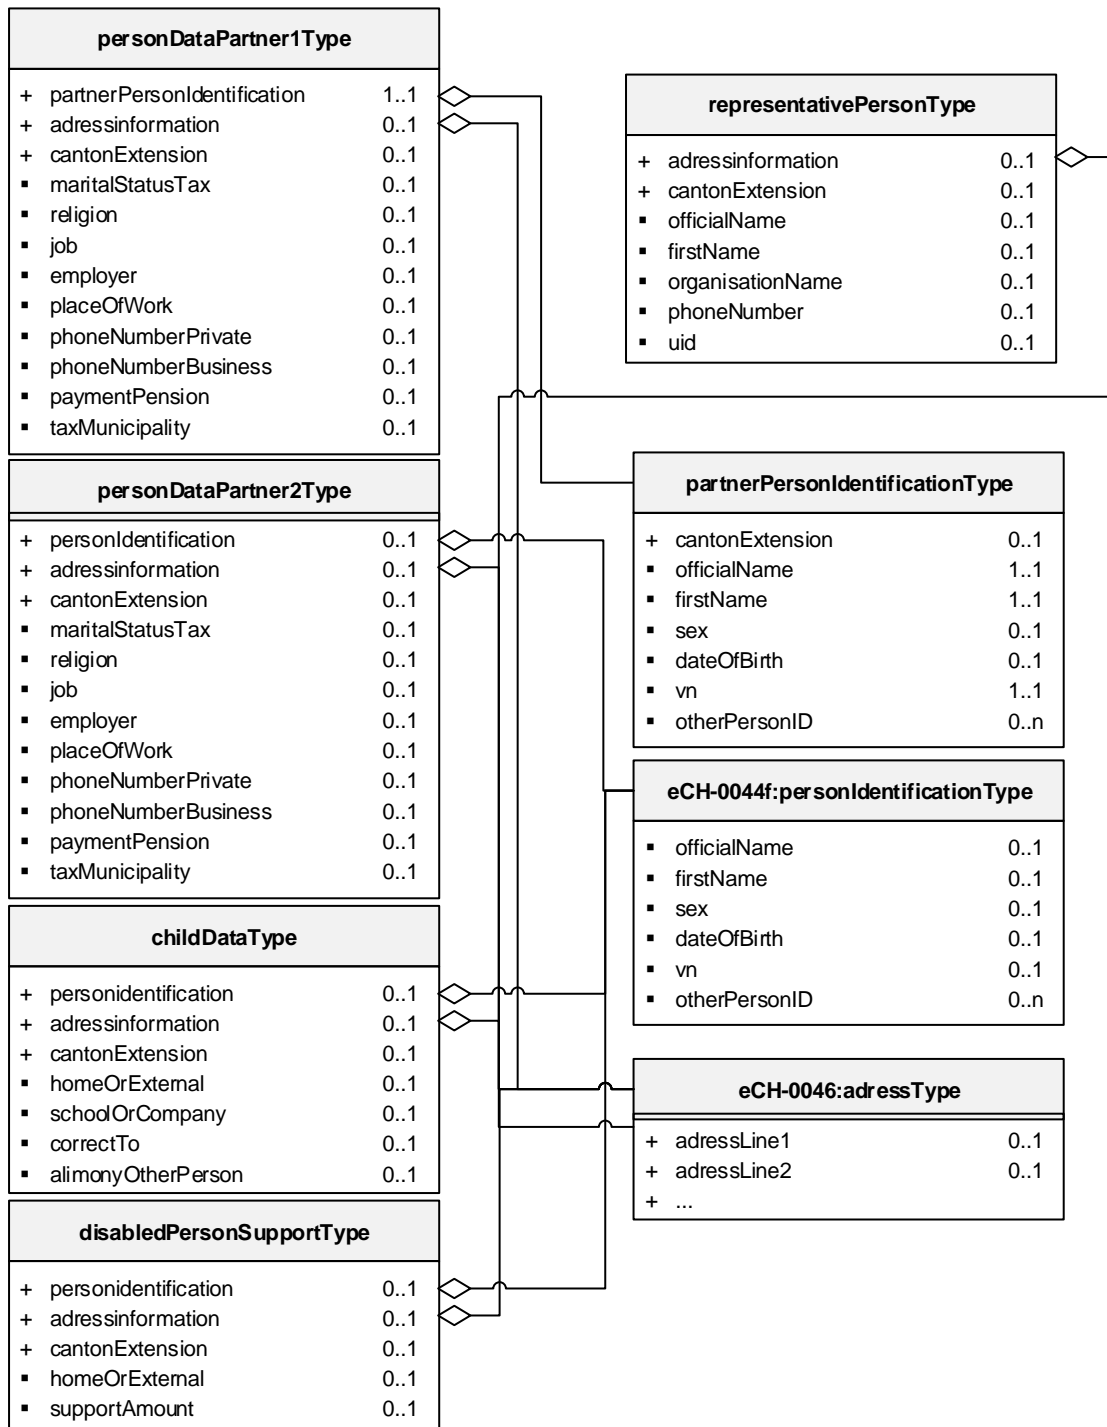 personDataPartner1Type
+ partnerPersonIdentification 1..1
+ adressinformation 0..1
+ cantonExtension 0..1
▪ maritalStatusTax 0..1
▪ religion 0..1
▪ job 0..1
▪ employer 0..1
▪ placeOfWork 0..1
▪ phoneNumberPrivate 0..1
▪ phoneNumberBusiness 0..1
▪ paymentPension 0..1
▪ taxMunicipality 0..1
personDataPartner2Type
+ personIdentification 0..1
+ adressinformation 0..1
+ cantonExtension 0..1
▪ maritalStatusTax 0..1
▪ religion 0..1
▪ job 0..1
▪ employer 0..1
▪ placeOfWork 0..1
▪ phoneNumberPrivate 0..1
▪ phoneNumberBusiness 0..1
▪ paymentPension 0..1
▪ taxMunicipality 0..1
childDataType
+ personidentification 0..1
+ adressinformation 0..1
+ cantonExtension 0..1
▪ homeOrExternal 0..1
▪ schoolOrCompany 0..1
▪ correctTo 0..1
▪ alimonyOtherPerson 0..1
disabledPersonSupportType
+ personidentification 0..1
+ adressinformation 0..1
+ cantonExtension 0..1
▪ homeOrExternal 0..1
▪ supportAmount 0..1
representativePersonType
+ adressinformation 0..1
+ cantonExtension 0..1
▪ officialName 0..1
▪ firstName 0..1
▪ organisationName 0..1
▪ phoneNumber 0..1
▪ uid 0..1
partnerPersonIdentificationType
+ cantonExtension 0..1
▪ officialName 1..1
▪ firstName 1..1
▪ sex 0..1
▪ dateOfBirth 0..1
▪ vn 1..1
▪ otherPersonID 0..n
eCH-0044f:personIdentificationType
▪ officialName 0..1
▪ firstName 0..1
▪ sex 0..1
▪ dateOfBirth 0..1
▪ vn 0..1
▪ otherPersonID 0..n
eCH-0046:adressType
+ adressLine1 0..1
+ adressLine2 0..1
+ ...